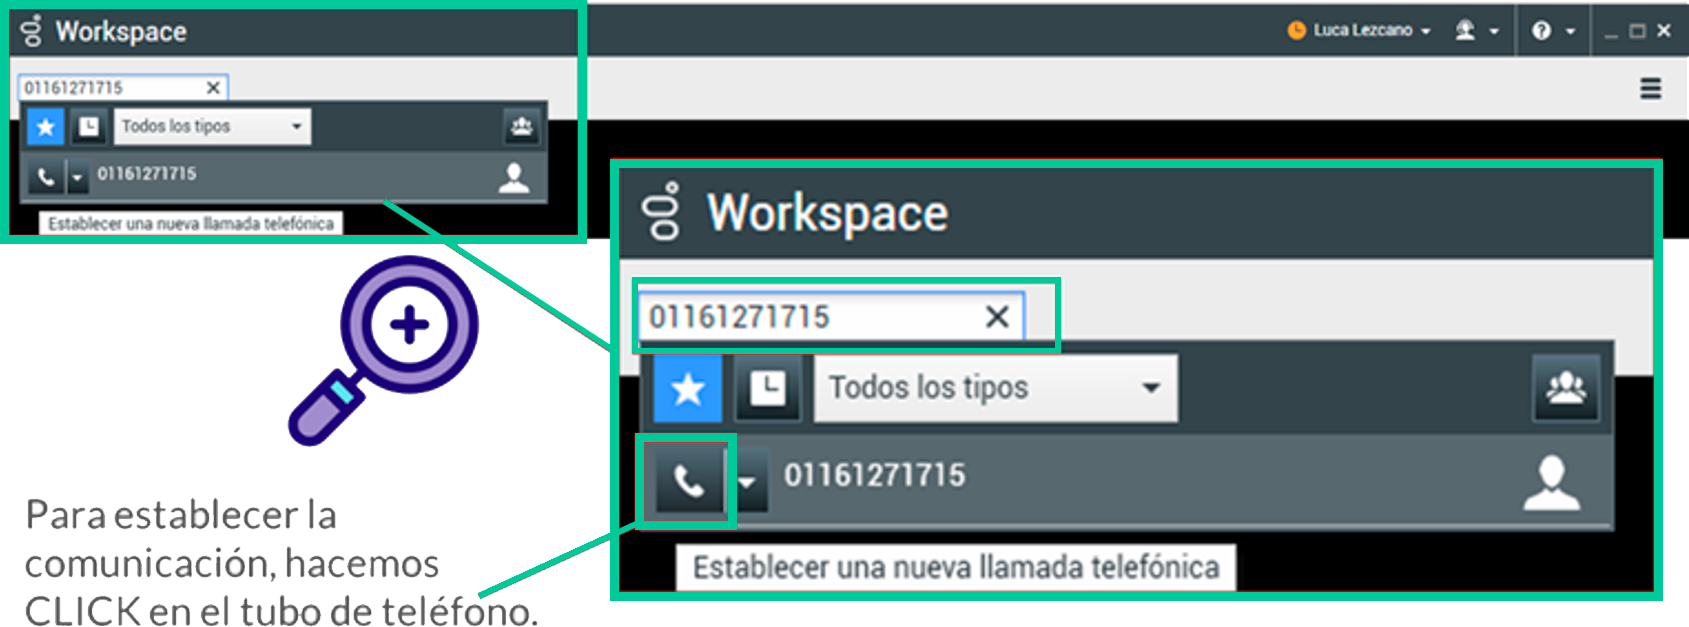 Workspace
Luca Lezcano
01161271715
Todos los tipos
01161271715
Establecer una nueva llamada telefónica
Workspace
01161271715
Todos los tipos
01161271715
Establecer una nueva llamada telefónica
Para establecer la
comunicación, hacemos
CLICK en el tubo de teléfono.